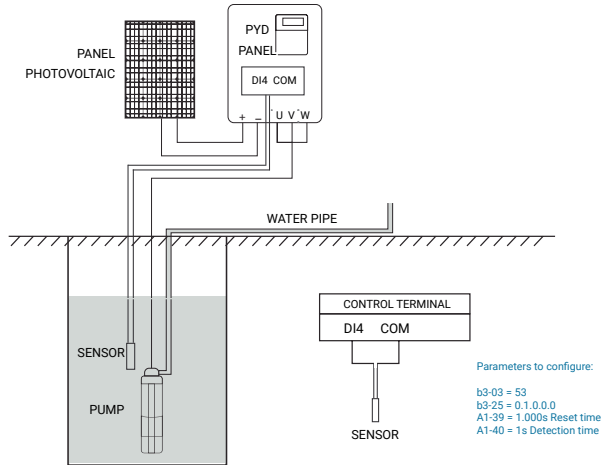 PYD
PANEL
PANEL
PHOTOVOLTAIC
DI4 COM
+ – U V W
WATER PIPE
SENSOR
PUMP
CONTROL TERMINAL
DI4 COM
SENSOR
Parameters to configure:
b3-03 = 53
b3-25 = 0.1.0.0.0
A1-39 = 1.000s Reset time
A1-40 = 1s Detection time